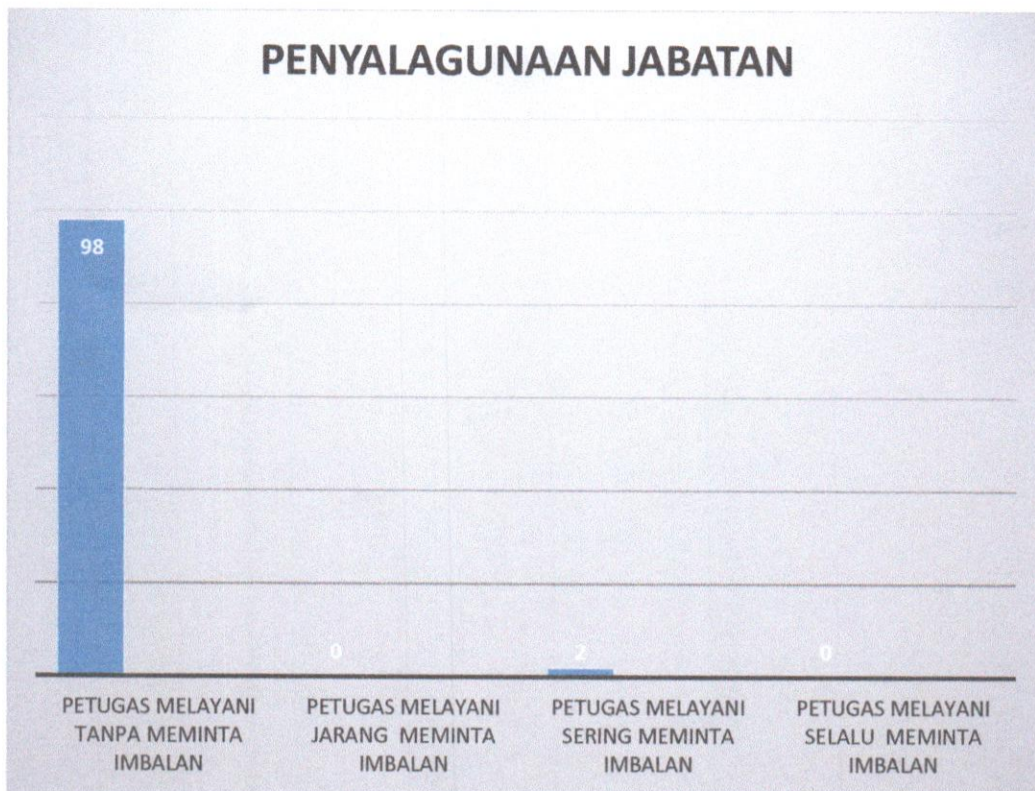 PENYALAGUNAAN JABATAN
98
0
2
0
PETUGAS MELAYANI
TANPA MEMINTA
IMBALAN
PETUGAS MELAYANI
JARANG MEMINTA
IMBALAN
PETUGAS MELAYANI
SERING MEMINTA
IMBALAN
PETUGAS MELAYANI
SELALU MEMINTA
IMBALAN